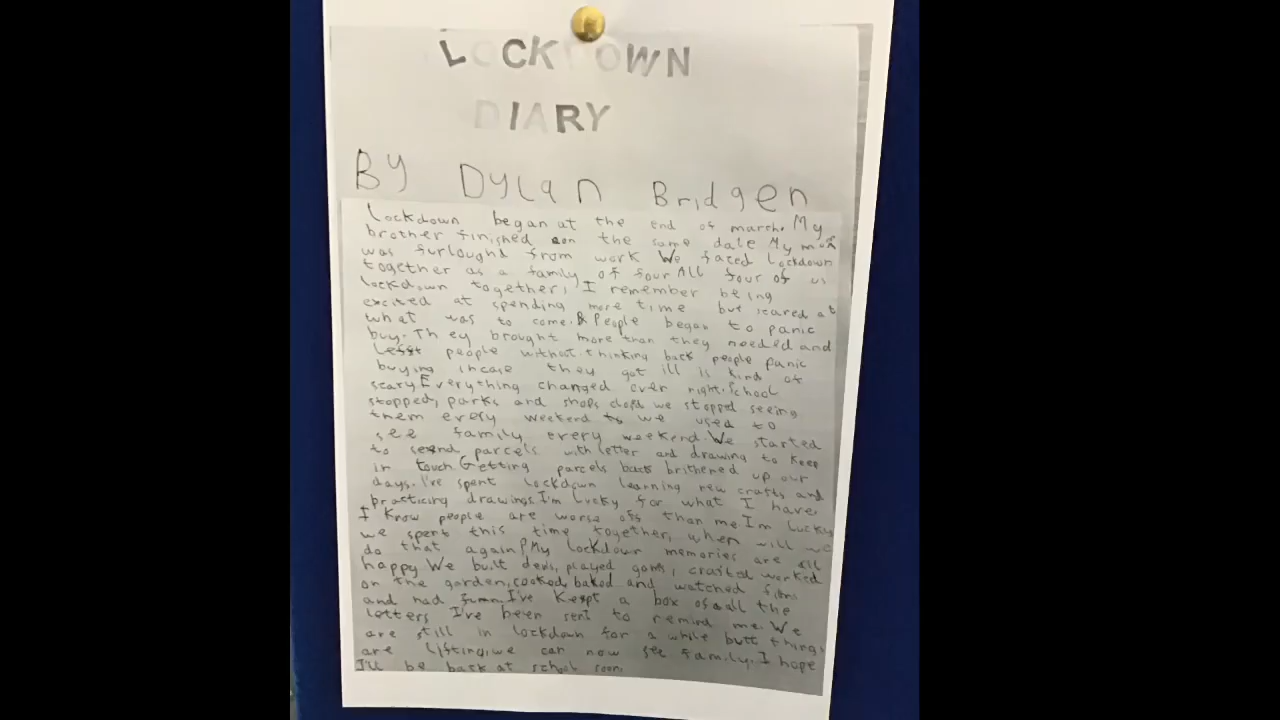 LOCKDOWN
DIARY
By Dylan Bridgen
Lockdown began at the end of march. My
brother finished on the same date My mum
was furloughd from work We faced Lockdown
together as a family of four All four of us
lockdown together, I remember being
excited at spending more time but scared at
what was to come. People began to panic
buy. They brought more than they needed and
lesst people without. thinking back people panic
buying incase they got ill is kind of
scary. Everything changed over night. School
stopped, parks and shops closed we stopped seeing
them every weekend to we used to
see family every weekend. We started
to send parcels with letter and drawing to keep
in touch. Getting parcels back brithened up our
days. I've spent lockdown learning new crafts and
practicing drawings. I'm lucky for what I have.
I know people are worse off than me I'm lucky
we spent this time together, when will we
do that again? My lockdown memories are all
happy We built dens, played games, crafted worked
on the garden, cooked, baked and watched films
and had fun. I've kept a box of all the
letters I've been sent to remind me. We
are still in lockdown for a while butt things
are lifting. we can now see family. I hope
I'll be back at school soon.